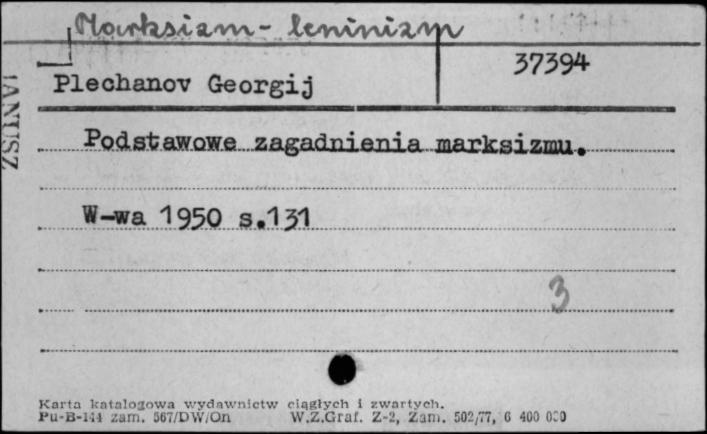 Marksizm-leninizm
37394
Plechanov Georgij
JANUSZ
Podstawowe zagadnienia marksizmu.
W-wa 1950 s.131
3
Karta katalogowa wydawnictw ciągłych i zwartych.
Pu-B-144 zam. 567/DW/On W.Z.Graf. Z-2, Zam. 502/77, 6 400 000